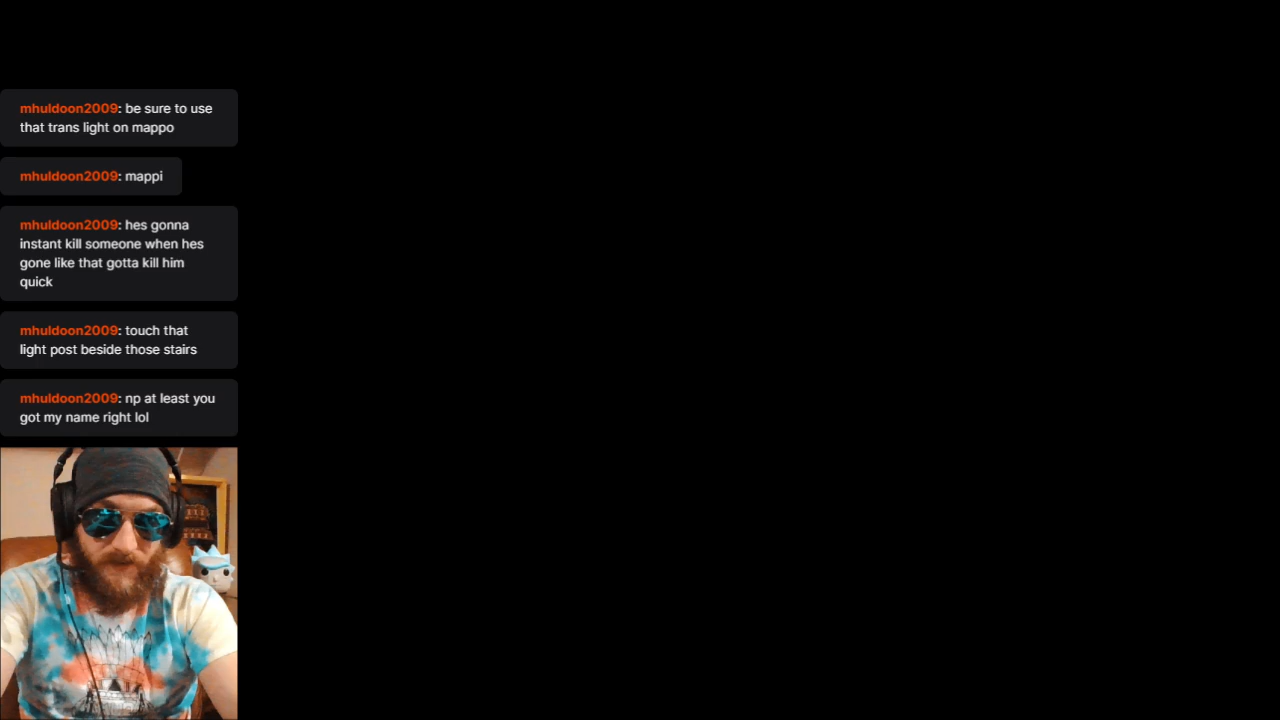 mhuldoon2009: be sure to use
that trans light on mappo
mhuldoon2009: mappi
mhuldoon2009: hes gonna
instant kill someone when hes
gone like that gotta kill him
quick
mhuldoon2009: touch that
light post beside those stairs
mhuldoon2009: np at least you
got my name right lol